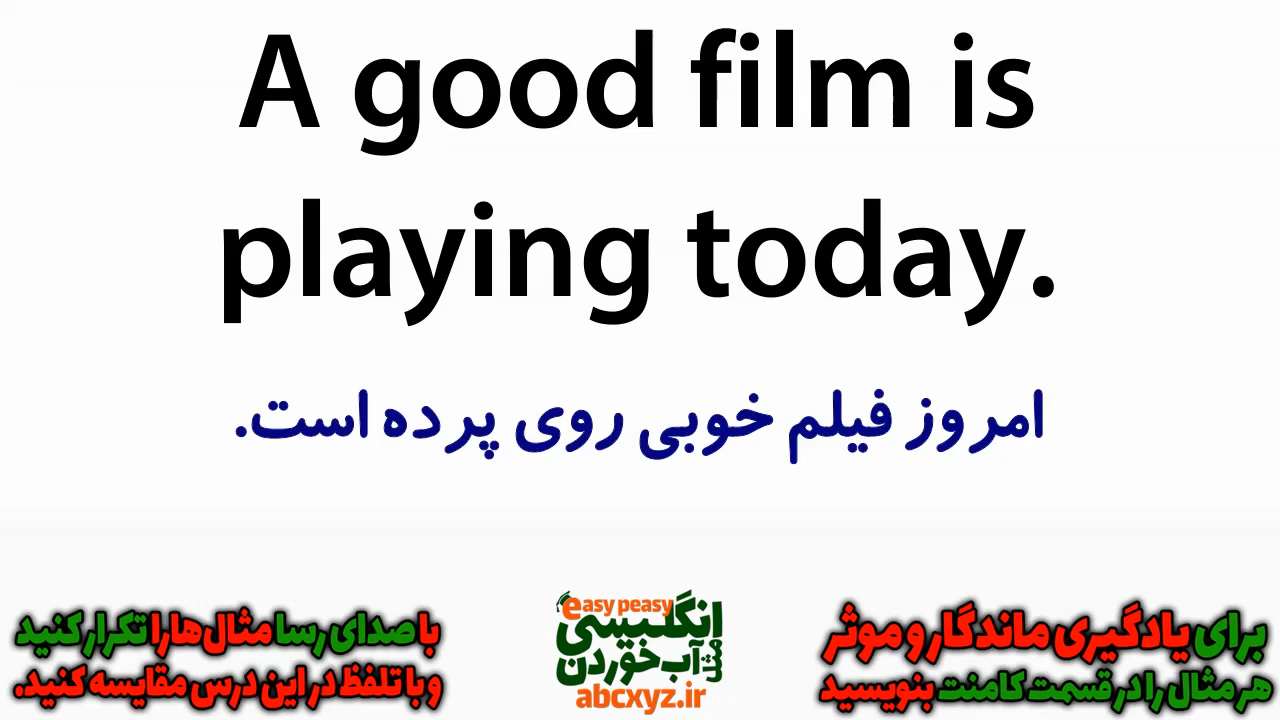 A good film is
playing today.
امروز فیلم خوبی روی پرده است.
برای یادگیری ماندگار و موثر
هر مثال را در قسمت کامنت بنویسید
easy peasy
انگلیسی
مثل آب خوردن
abcxyz.ir
با صدای رسا مثال‌ها را تکرار کنید
و با تلفظ در این درس مقایسه کنید.